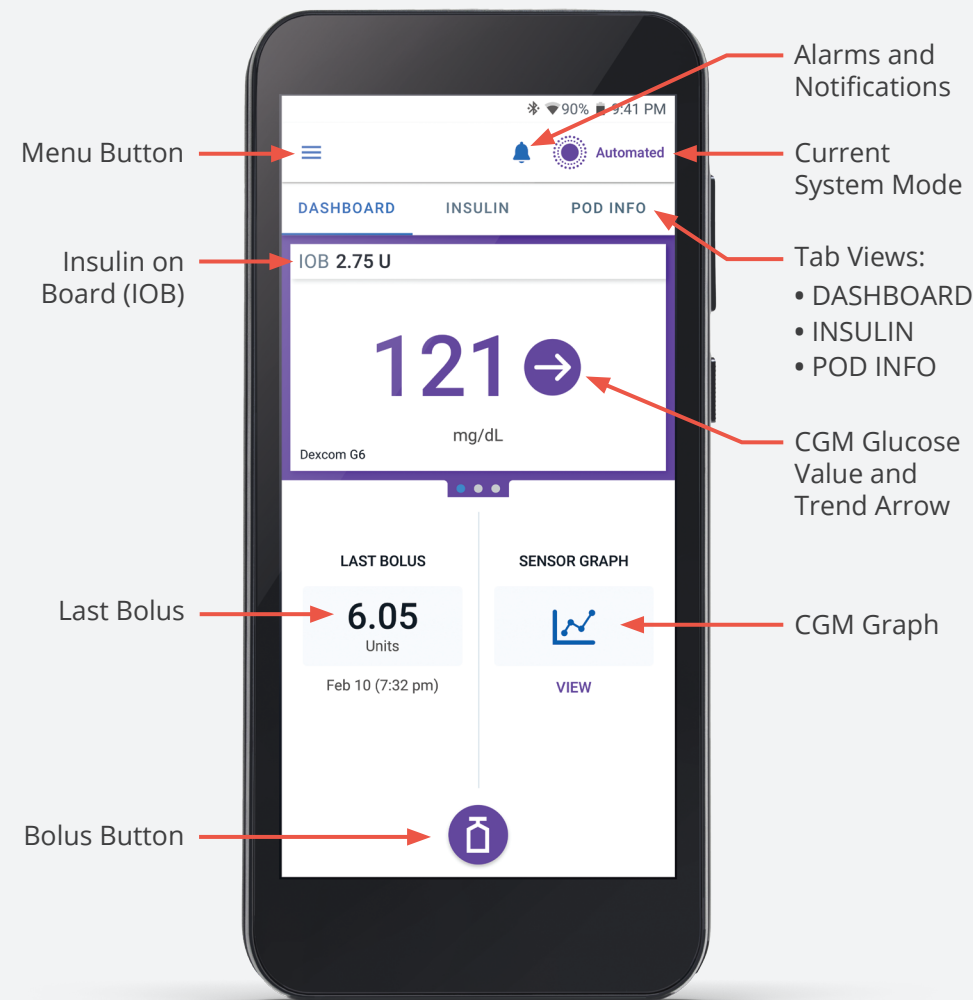 Alarms and
Notifications
90% 9:41 PM
Menu Button
Automated
Current
System Mode
DASHBOARD INSULIN POD INFO
Insulin on
Board (IOB)
IOB 2.75 U
Tab Views:
• DASHBOARD
• INSULIN
• POD INFO
121
mg/dL
Dexcom G6
CGM Glucose
Value and
Trend Arrow
LAST BOLUS
SENSOR GRAPH
Last Bolus
6.05
Units
CGM Graph
Feb 10 (7:32 pm)
VIEW
Bolus Button